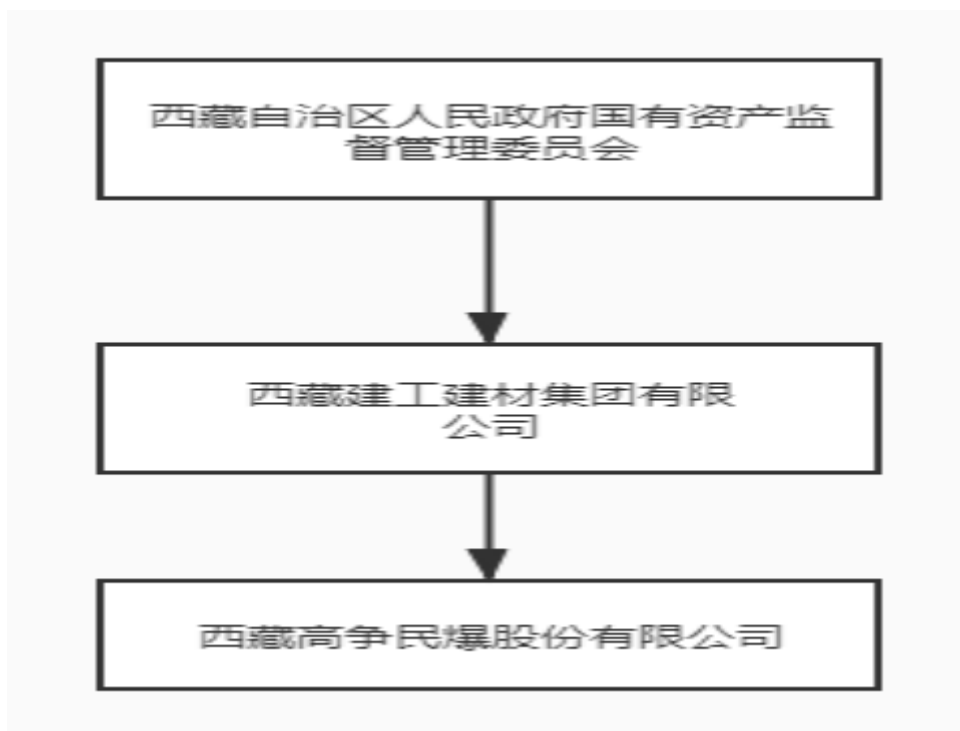 西藏自治区人民政府国有资产监
督管理委员会
西藏建工建材集团有限
公司
西藏高争民爆股份有限公司